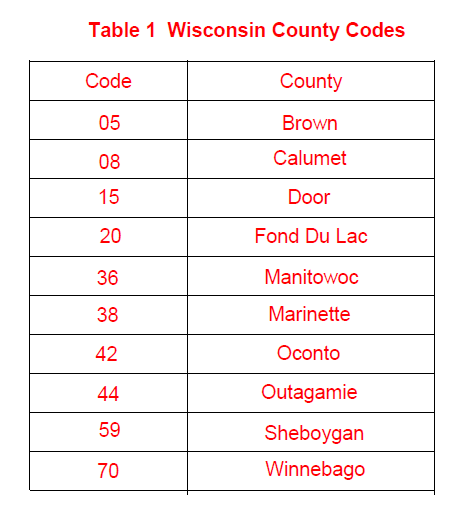 Table 1 Wisconsin County Codes
Code County
05 Brown
08 Calumet
15 Door
20 Fond Du Lac
36 Manitowoc
38 Marinette
42 Oconto
44 Outagamie
59 Sheboygan
70 Winnebago